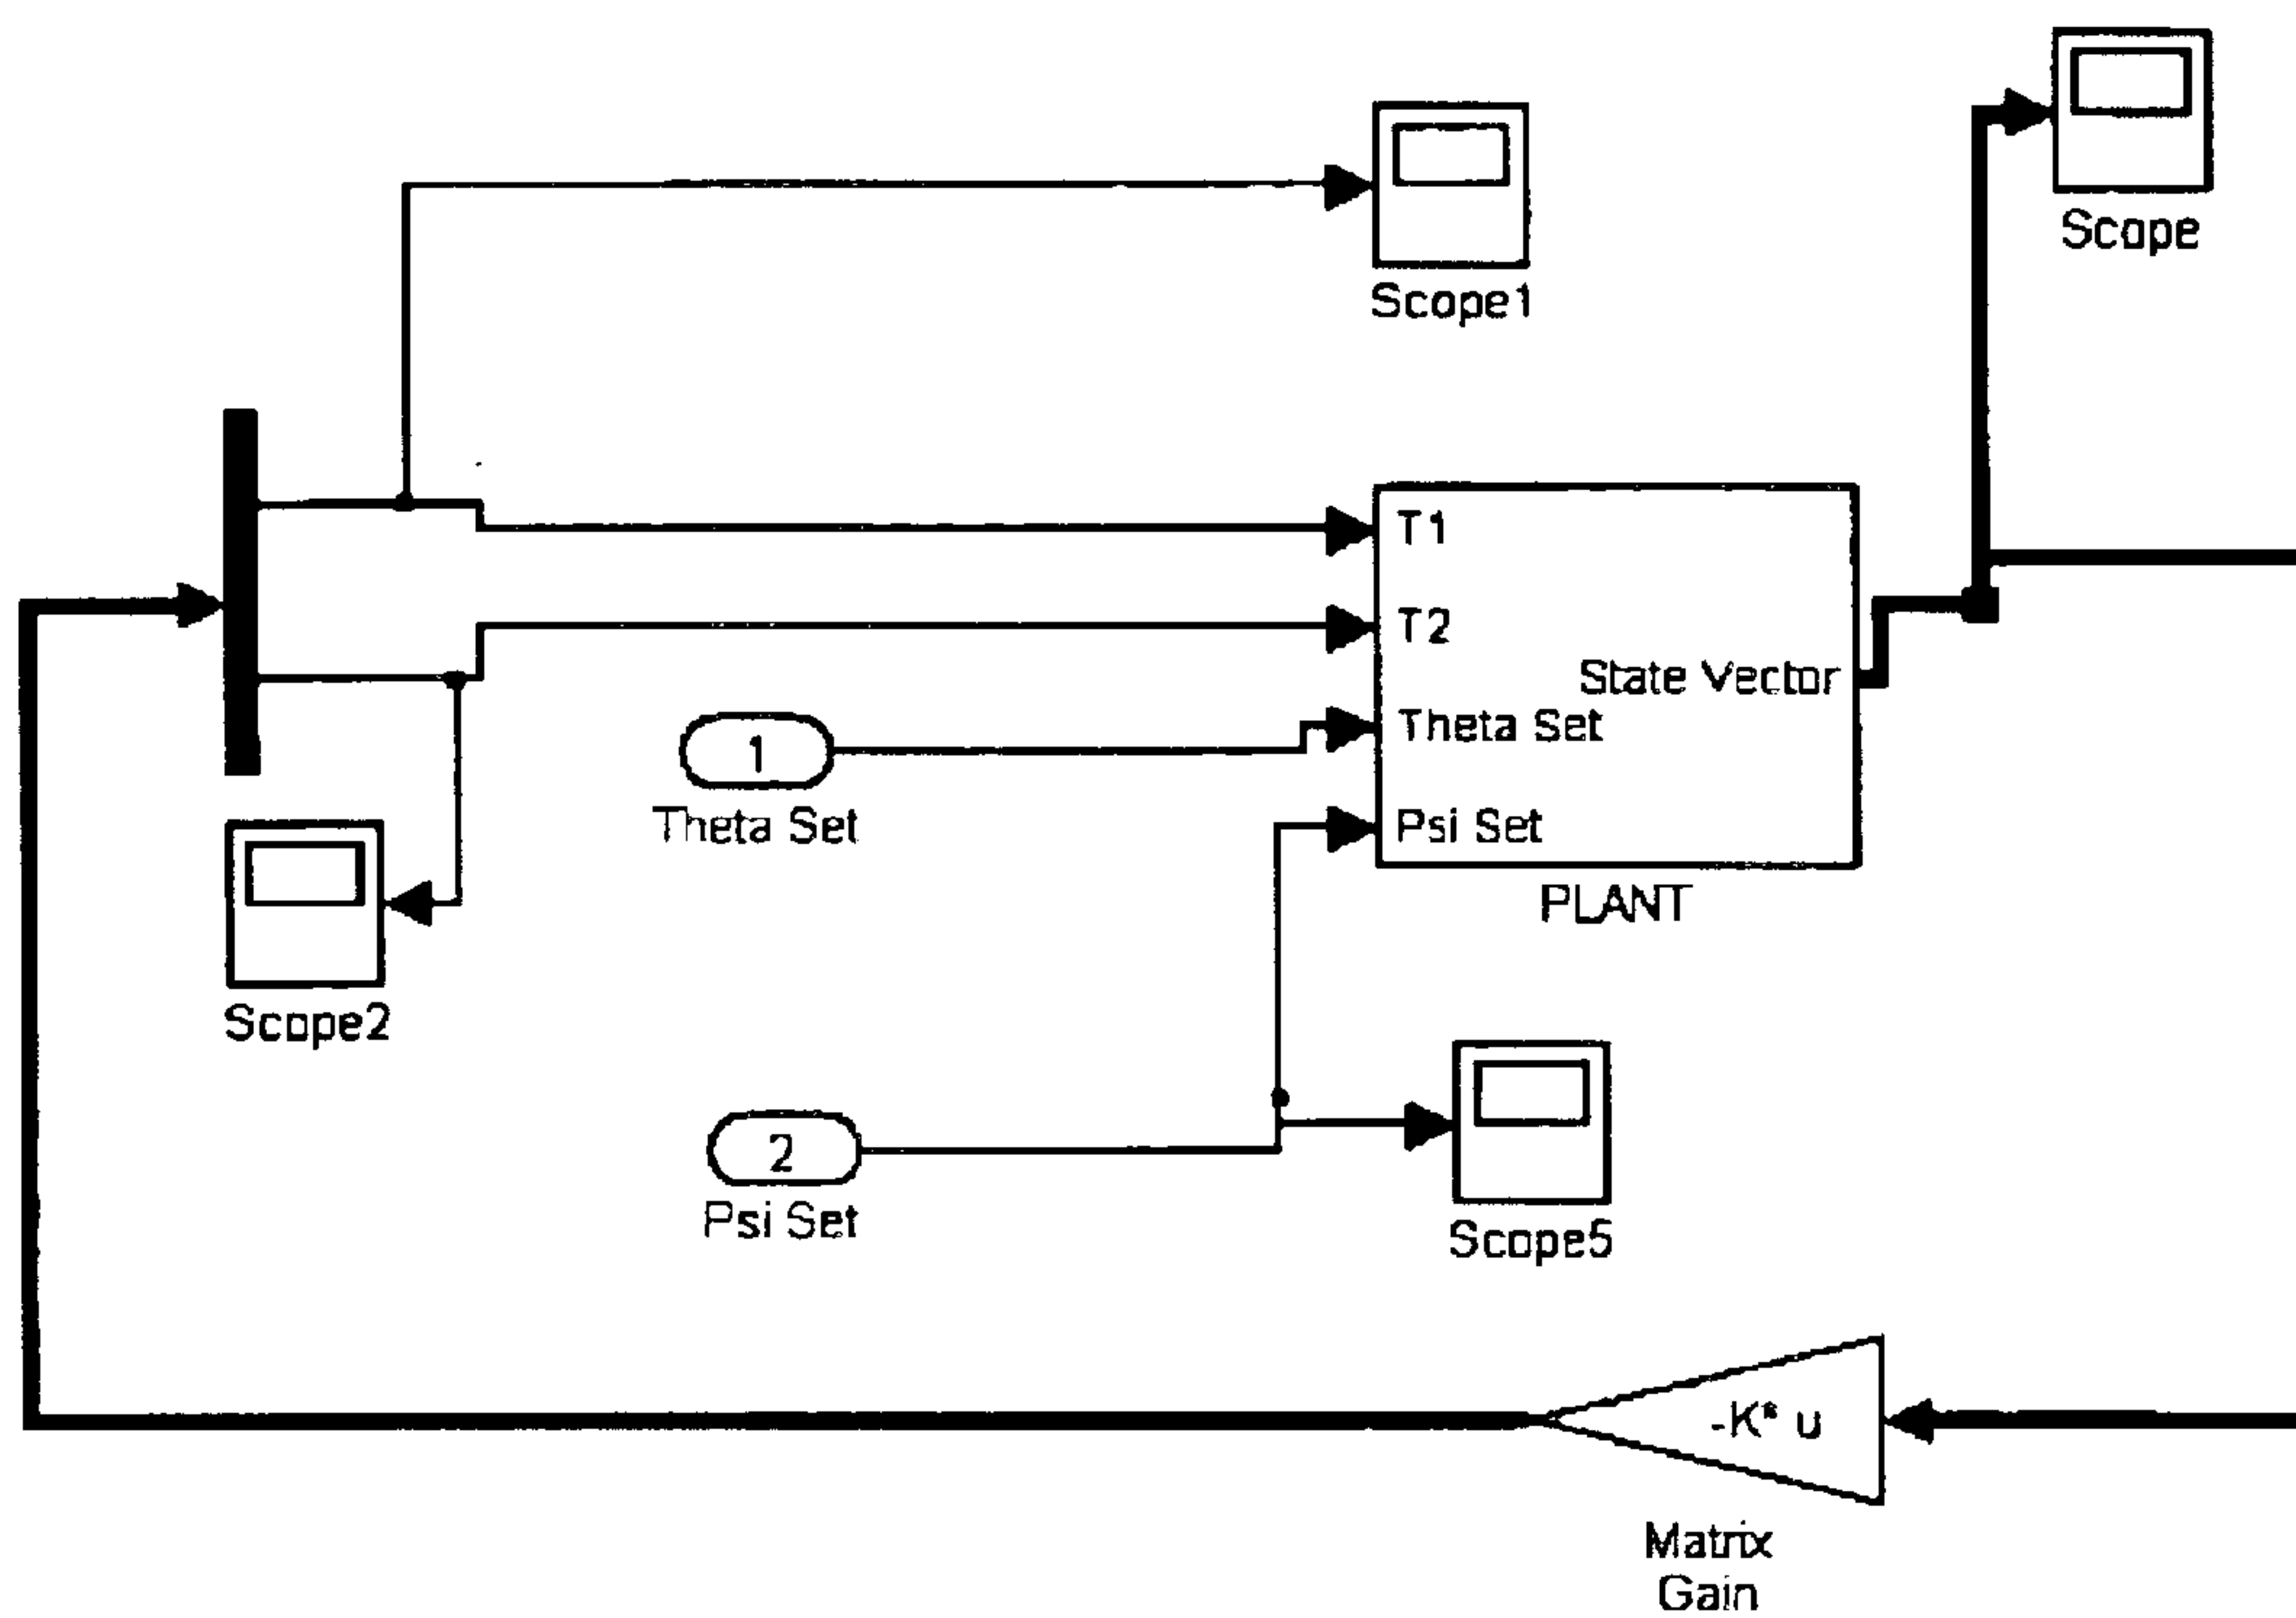 Scope
Scope1
T1
T2
State Vector
Theta Set
Psi Set
PLANT
1
Theta Set
Scope2
2
Psi Set
Scope5
-K* u
Matrix
Gain